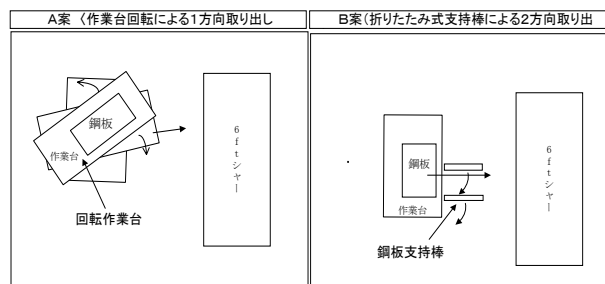 A案 〈作業台回転による1方向取り出し
B案(折りたたみ式支持棒による2方向取り出
鋼板
作業台
回転作業台
6ftシャー
鋼板
作業台
鋼板支持棒
6ftシャー